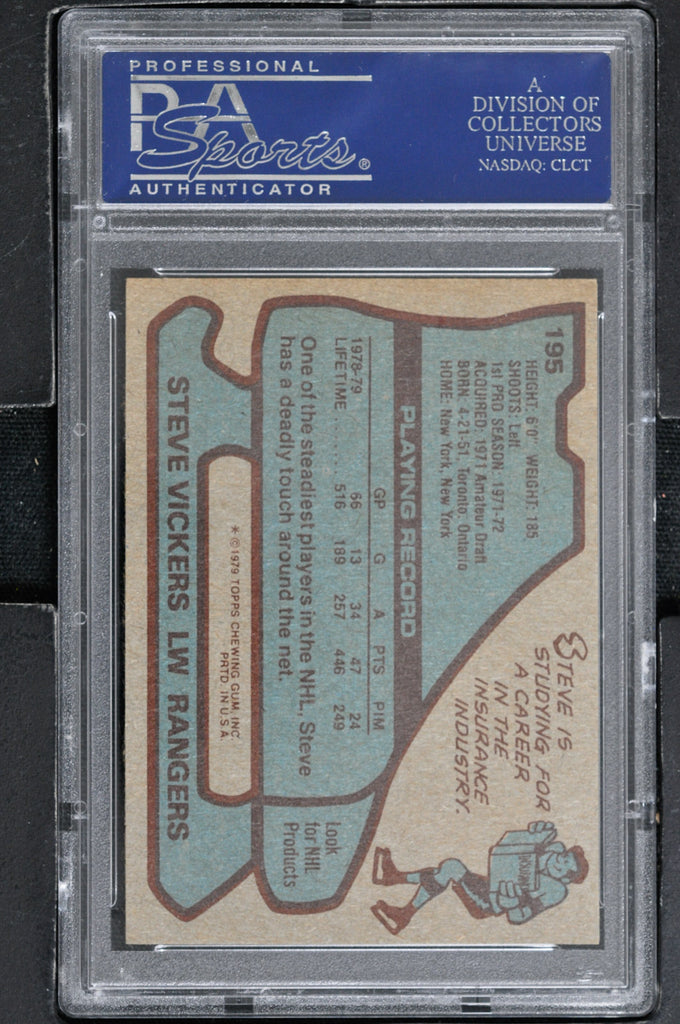 PROFESSIONAL
PSA
Sports®
AUTHENTICATOR
A
DIVISION OF
COLLECTORS
UNIVERSE
NASDAQ: CLCT
195
HEIGHT: 6'0" WEIGHT: 185
SHOOTS: Left
1st PRO SEASON: 1971-72
ACQUIRED: 1971 Amateur Draft
BORN: 4-21-51, Toronto, Ontario
HOME: New York, New York
STEVE IS
STUDYING FOR
A CAREER
IN THE
INSURANCE
INDUSTRY.
PLAYING RECORD
GP G A PTS PIM
1978-79 66 13 34 47 24
LIFETIME ...... 516 189 257 446 249
One of the steadiest players in the NHL, Steve
has a deadly touch around the net.
Look
for NHL
Products
* ©1979 TOPPS CHEWING GUM, INC.
PRTD. IN U.S.A.
STEVE VICKERS LW RANGERS